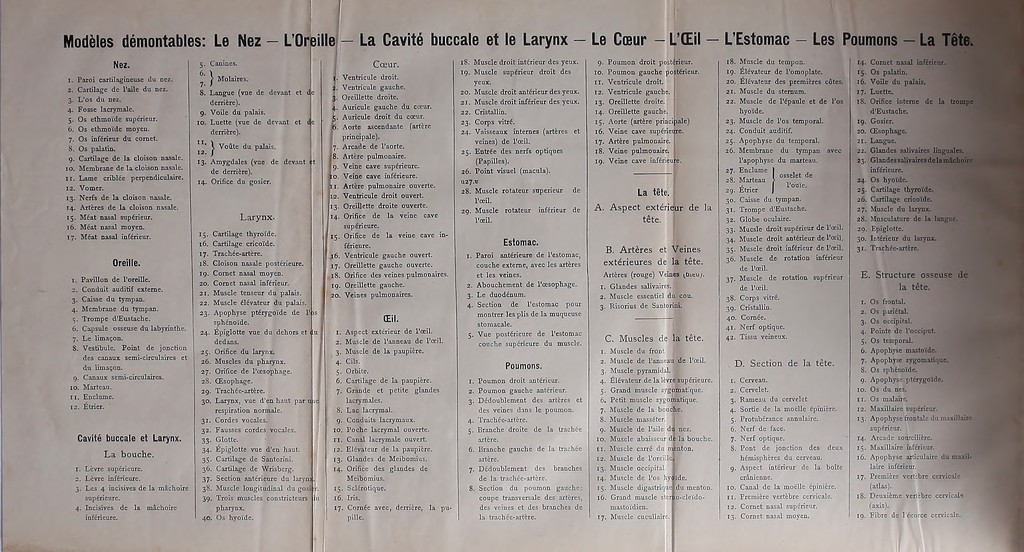 Modèles démontables: Le Nez — L'Oreille — La Cavité buccale et le Larynx — Le Cœur — L'Œil — L'Estomac — Les Poumons — La Tête.
Nez.
1. Paroi cartilagineuse du nez.
2. Cartilage de l'aile du nez.
3. L'os du nez.
4. Fosse lacrymale.
5. Os ethmoïde supérieur.
6. Os ethmoïde moyen.
7. Os inférieur du cornet.
8. Os palatin.
9. Cartilage de la cloison nasale.
10. Membrane de la cloison nasale.
11. Lame criblée perpendiculaire.
12. Vomer.
13. Nerfs de la cloison nasale.
14. Artères de la cloison nasale.
15. Méat nasal supérieur.
16. Méat nasal moyen.
17. Méat nasal inférieur.
Oreille.
1. Pavillon de l'oreille.
2. Conduit auditif externe.
3. Caisse du tympan.
4. Membrane du tympan.
5. Trompe d'Eustache.
6. Capsule osseuse du labyrinthe.
7. Le limaçon.
8. Vestibule. Point de jonction
des canaux semi-circulaires et
du limaçon.
9. Canaux semi-circulaires.
10. Marteau.
11. Enclume.
12. Étrier.
Cavité buccale et Larynx.
La bouche.
1. Lèvre supérieure.
2. Lèvre inférieure.
3. Les 4 incisives de la mâchoire
supérieure.
4. Incisives de la mâchoire
inférieure.
5. Canines.
6.
7. } Molaires.
8. Langue (vue de devant et de
derrière).
9. Voile du palais.
10. Luette (vue de devant et de
derrière).
11.
12. } Voûte du palais.
13. Amygdales (vue de devant et
de derrière).
14. Orifice du gosier.
Larynx.
15. Cartilage thyroïde.
16. Cartilage cricoïde.
17. Trachée-artère.
18. Cloison nasale postérieure.
19. Cornet nasal moyen.
20. Cornet nasal inférieur.
21. Muscle tenseur du palais.
22. Muscle élévateur du palais.
23. Apophyse ptérygoïde de l'os
sphénoïde.
24. Épiglotte vue du dehors et du
dedans.
25. Orifice du larynx.
26. Muscles du pharynx.
27. Orifice de l'œsophage.
28. Œsophage.
29. Trachée-artère.
30. Larynx, vue d'en haut par une
respiration normale.
31. Cordes vocales.
32. Fausses cordes vocales.
33. Glotte.
34. Épiglotte vue d'en haut.
35. Cartilage de Santorini.
36. Cartilage de Wrisberg.
37. Section antérieure du larynx.
38. Muscle longitudinal du gosier.
39. Trois muscles constricteurs du
pharynx.
40. Os hyoïde.
Cœur.
1. Ventricule droit.
2. Ventricule gauche.
3. Oreillette droite.
4. Auricule gauche du cœur.
5. Auricule droit du cœur.
6. Aorte ascendante (artère
principale).
7. Arcade de l'aorte.
8. Artère pulmonaire.
9. Veine cave supérieure.
10. Veine cave inférieure.
11. Artère pulmonaire ouverte.
12. Ventricule droit ouvert.
13. Oreillette droite ouverte.
14. Orifice de la veine cave
supérieure.
15. Orifice de la veine cave in-
férieure.
16. Ventricule gauche ouvert.
17. Oreillette gauche ouverte.
18. Orifice des veines pulmonaires.
19. Oreillette gauche.
20. Veines pulmonaires.
Œil.
1. Aspect extérieur de l'œil.
2. Muscle de l'anneau de l'œil.
3. Muscle de la paupière.
4. Cils.
5. Orbite.
6. Cartilage de la paupière.
7. Grande et petite glandes
lacrymales.
8. Lac lacrymal.
9. Conduits lacrymaux.
10. Poche lacrymal ouverte.
11. Canal lacrymale ouvert.
12. Élévateur de la paupière.
13. Glandes de Meibomius.
14. Orifice des glandes de
Meibomius.
15. Sclérotique.
16. Iris.
17. Cornée avec, derrière, la pu-
pille.
18. Muscle droit intérieur des yeux.
19. Muscle supérieur droit des
yeux.
20. Muscle droit antérieur des yeux.
21. Muscle droit inférieur des yeux.
22. Cristallin.
23. Corps vitré.
24. Vaisseaux internes (artères et
veines) de l'œil.
25. Entrée des nerfs optiques
(Papilles).
26. Point visuel (macula).
u27.u
28. Muscle rotateur superieur de
l'œil.
29. Muscle rotateur inférieur de
l'œil.
Estomac.
1. Paroi antérieure de l'estomac,
couche externe, avec les artères
et les veines.
2. Abouchement de l'œsophage.
3. Le duodénum.
4. Section de l'estomac pour
montrer les plis de la muqueuse
stomacale.
5. Vue postérieure de l'estomac
couche supérieure du muscle.
Poumons.
1. Poumon droit antérieur.
2. Poumon gauche antérieur.
3. Dédoublement des artères et
des veines dans le poumon.
4. Trachée-artère.
5. Branche droite de la trachée
artère.
6. Branche gauche de la trachée
artère.
7. Dédoublement des branches
de la trachée-artère.
8. Section du poumon gauche:
coupe transversale des artères,
des veines et des branches de
la trachée-artère.
9. Poumon droit postérieur.
10. Poumon gauche postérieur.
11. Ventricule droit.
12. Ventricule gauche.
13. Oreillette droite.
14. Oreillette gauche.
15. Aorte (artère principale)
16. Veine cave supérieure.
17. Artère pulmonaire.
18. Veine pulmonaire.
19. Veine cave inférieure.
La tête.
A. Aspect extérieur de la
tête.
B. Artères et Veines
extérieures de la tête.
Artères (rouge) Veines (bleu).
1. Glandes salivaires.
2. Muscle essentiel du cou.
3. Risorius de Santorini.
C. Muscles de la tête.
1. Muscle du front.
2. Muscle de l'anneau de l'œil.
3. Muscle pyramidal.
4. Élévateur de la lèvre supérieure.
5. Grand muscle zygomatique.
6. Petit muscle zygomatique.
7. Muscle de la bouche.
8. Muscle masséter.
9. Muscle de l'aile du nez.
10. Muscle abaisseur de la bouche.
11. Muscle carré du menton.
12. Muscle de l'oreille.
13. Muscle occipital.
14. Muscle de l'os hyoïde.
15. Muscle digastrique du menton.
16. Grand muscle sterno-cleido-
mastoïdien.
17. Muscle cucullaire.
18. Muscle du tempon.
19. Élévateur de l'omoplate.
20. Élévateur des premières côtes.
21. Muscle du sternum.
22. Muscle de l'épaule et de l'os
hyoïde.
23. Muscle de l'os temporal.
24. Conduit auditif.
25. Apophyse du temporal.
26. Membrane du tympan avec
l'apophyse du marteau.
27. Enclume
28. Marteau } osselet de
29. Étrier l'ouïe.
30. Caisse du tympan.
31. Trompe d'Eustache.
32. Globe oculaire.
33. Muscle droit supérieur de l'œil.
34. Muscle droit antérieur de l'œil.
35. Muscle droit inférieur de l'œil.
36. Muscle de rotation inférieur
de l'œil.
37. Muscle de rotation supérieur
de l'œil.
38. Corps vitré.
39. Cristallin.
40. Cornée.
41. Nerf optique.
42. Tissu veineux.
D. Section de la tête.
1. Cerveau.
2. Cervelet.
3. Rameau du cervelet
4. Sortie de la moëlle épinière.
5. Protubérance annulaire.
6. Nerf de face.
7. Nerf optique.
8. Pont de jonction des deux
hémisphères du cerveau.
9. Aspect intérieur de la boîte
crânienne.
10. Canal de la moëlle épinière.
11. Première vertèbre cervicale.
12. Cornet nasal supérieur.
13. Cornet nasal moyen.
14. Cornet nasal inférieur.
15. Os palatin.
16. Voile du palais.
17. Luette.
18. Orifice interne de la trompe
d'Eustache.
19. Gosier.
20. Œsophage.
21. Langue.
22. Glandes salivaires linguales.
23. Glandes salivaires de la mâchoire
inférieure.
24. Os hyoïde.
25. Cartilage thyroïde.
26. Cartilage cricoïde.
27. Muscle du larynx.
28. Musculature de la langue.
29. Épiglotte.
30. Intérieur du larynx.
31. Trachée-artère.
E. Structure osseuse de
la tête.
1. Os frontal.
2. Os pariétal.
3. Os occipital.
4. Pointe de l'occiput.
5. Os temporal.
6. Apophyse mastoïde.
7. Apophyse zygomatique.
8. Os sphénoïde.
9. Apophyse ptérygoïde.
10. Os du nez.
11. Os malaire.
12. Maxillaire supérieur.
13. Apophyse frontale du maxillaire
supérieur.
14. Arcade sourcilière.
15. Maxillaire inférieur.
16. Apophyse articulaire du maxil-
laire inférieur.
17. Première vertèbre cervicale
(atlas).
18. Deuxième vertèbre cervicale
(axis).
19. Fibre de l'écorce cervicale.